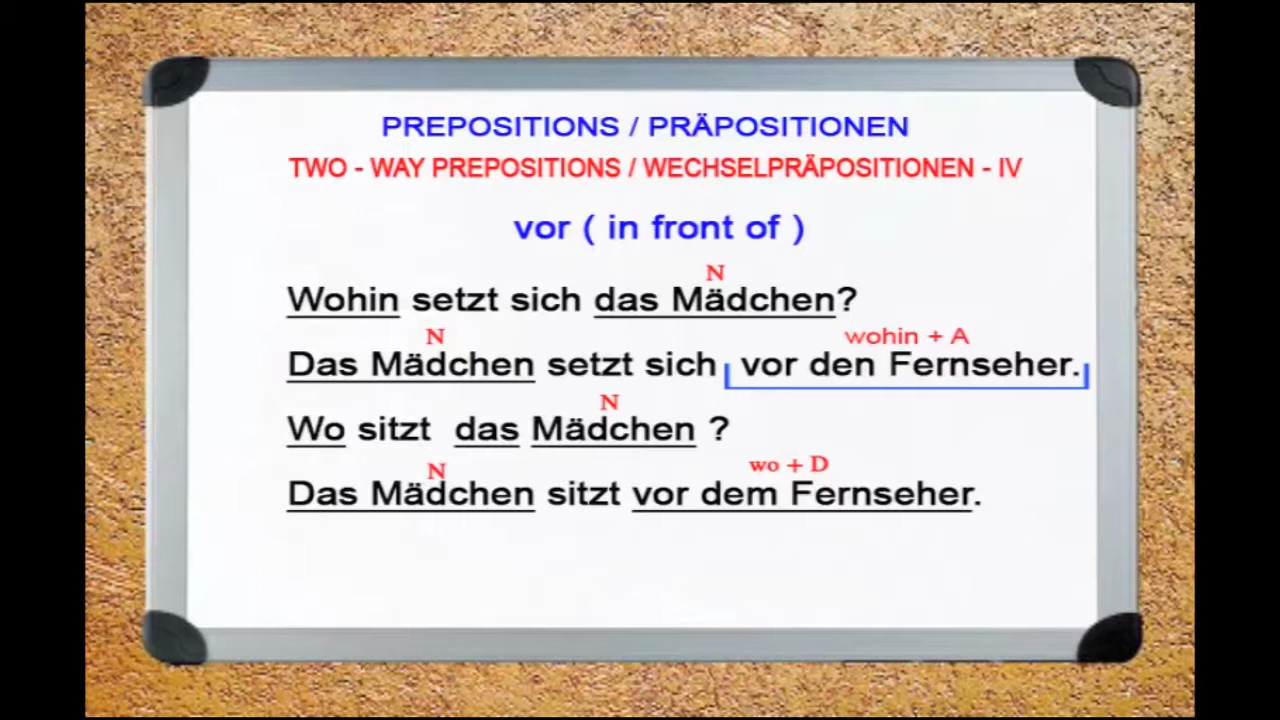 PREPOSITIONS / PRÄPOSITIONEN
TWO - WAY PREPOSITIONS / WECHSELPRÄPOSITIONEN - IV
vor ( in front of )
N
Wohin setzt sich das Mädchen?
N wohin + A
Das Mädchen setzt sich vor den Fernseher.
N
Wo sitzt das Mädchen ?
N wo + D
Das Mädchen sitzt vor dem Fernseher.